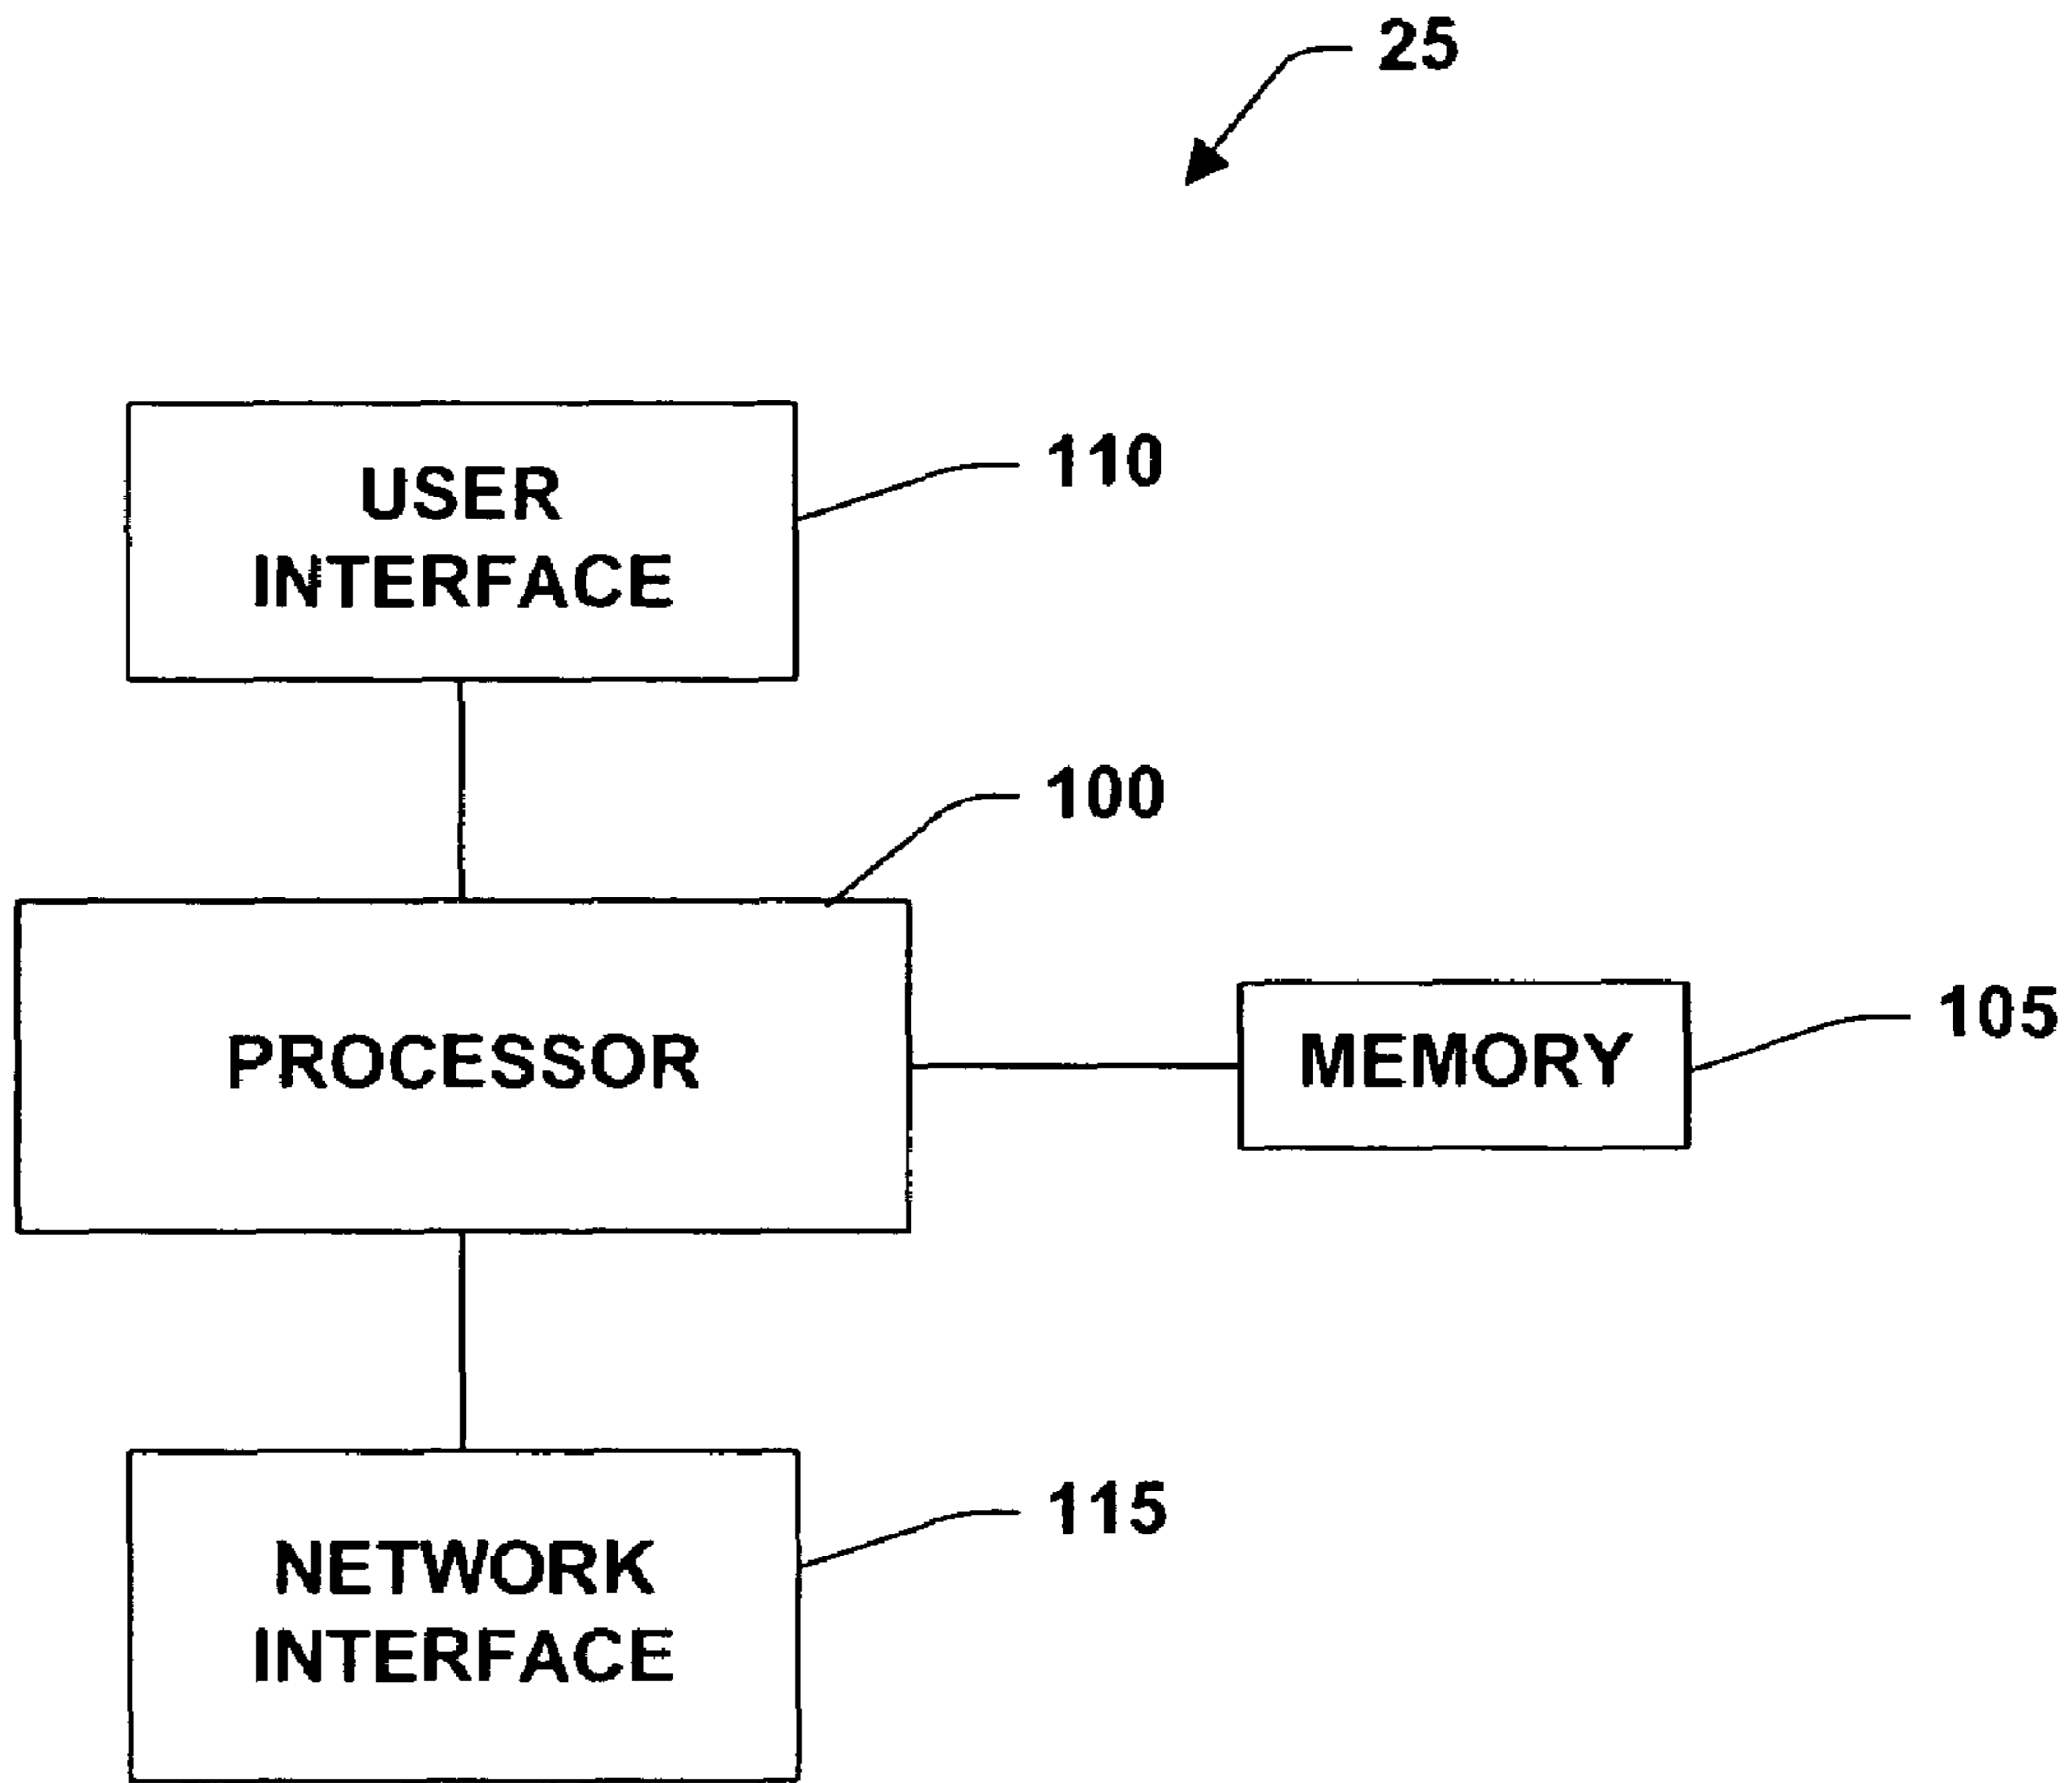 25
USER
INTERFACE
110
100
PROCESSOR
MEMORY
105
115
NETWORK
INTERFACE